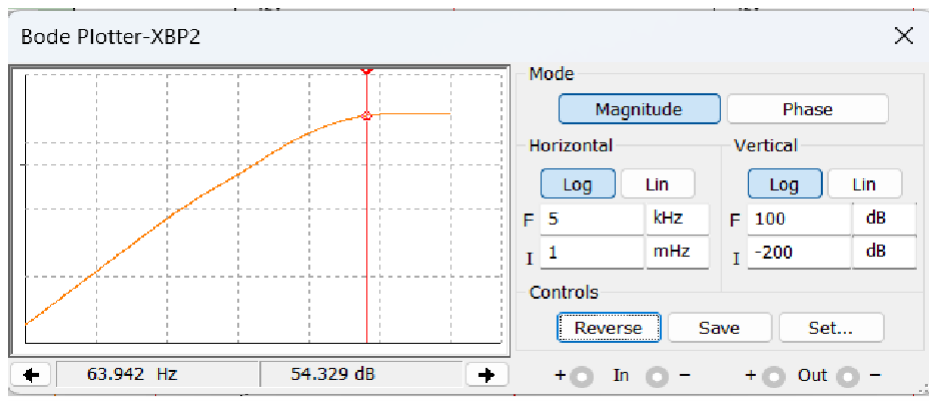 Bode Plotter-XBP2
Mode
Magnitude Phase
Horizontal Vertical
Log Lin Log Lin
F 5 kHz F 100 dB
I 1 mHz I -200 dB
Controls
Reverse Save Set...
63.942 Hz 54.329 dB + In - + Out -